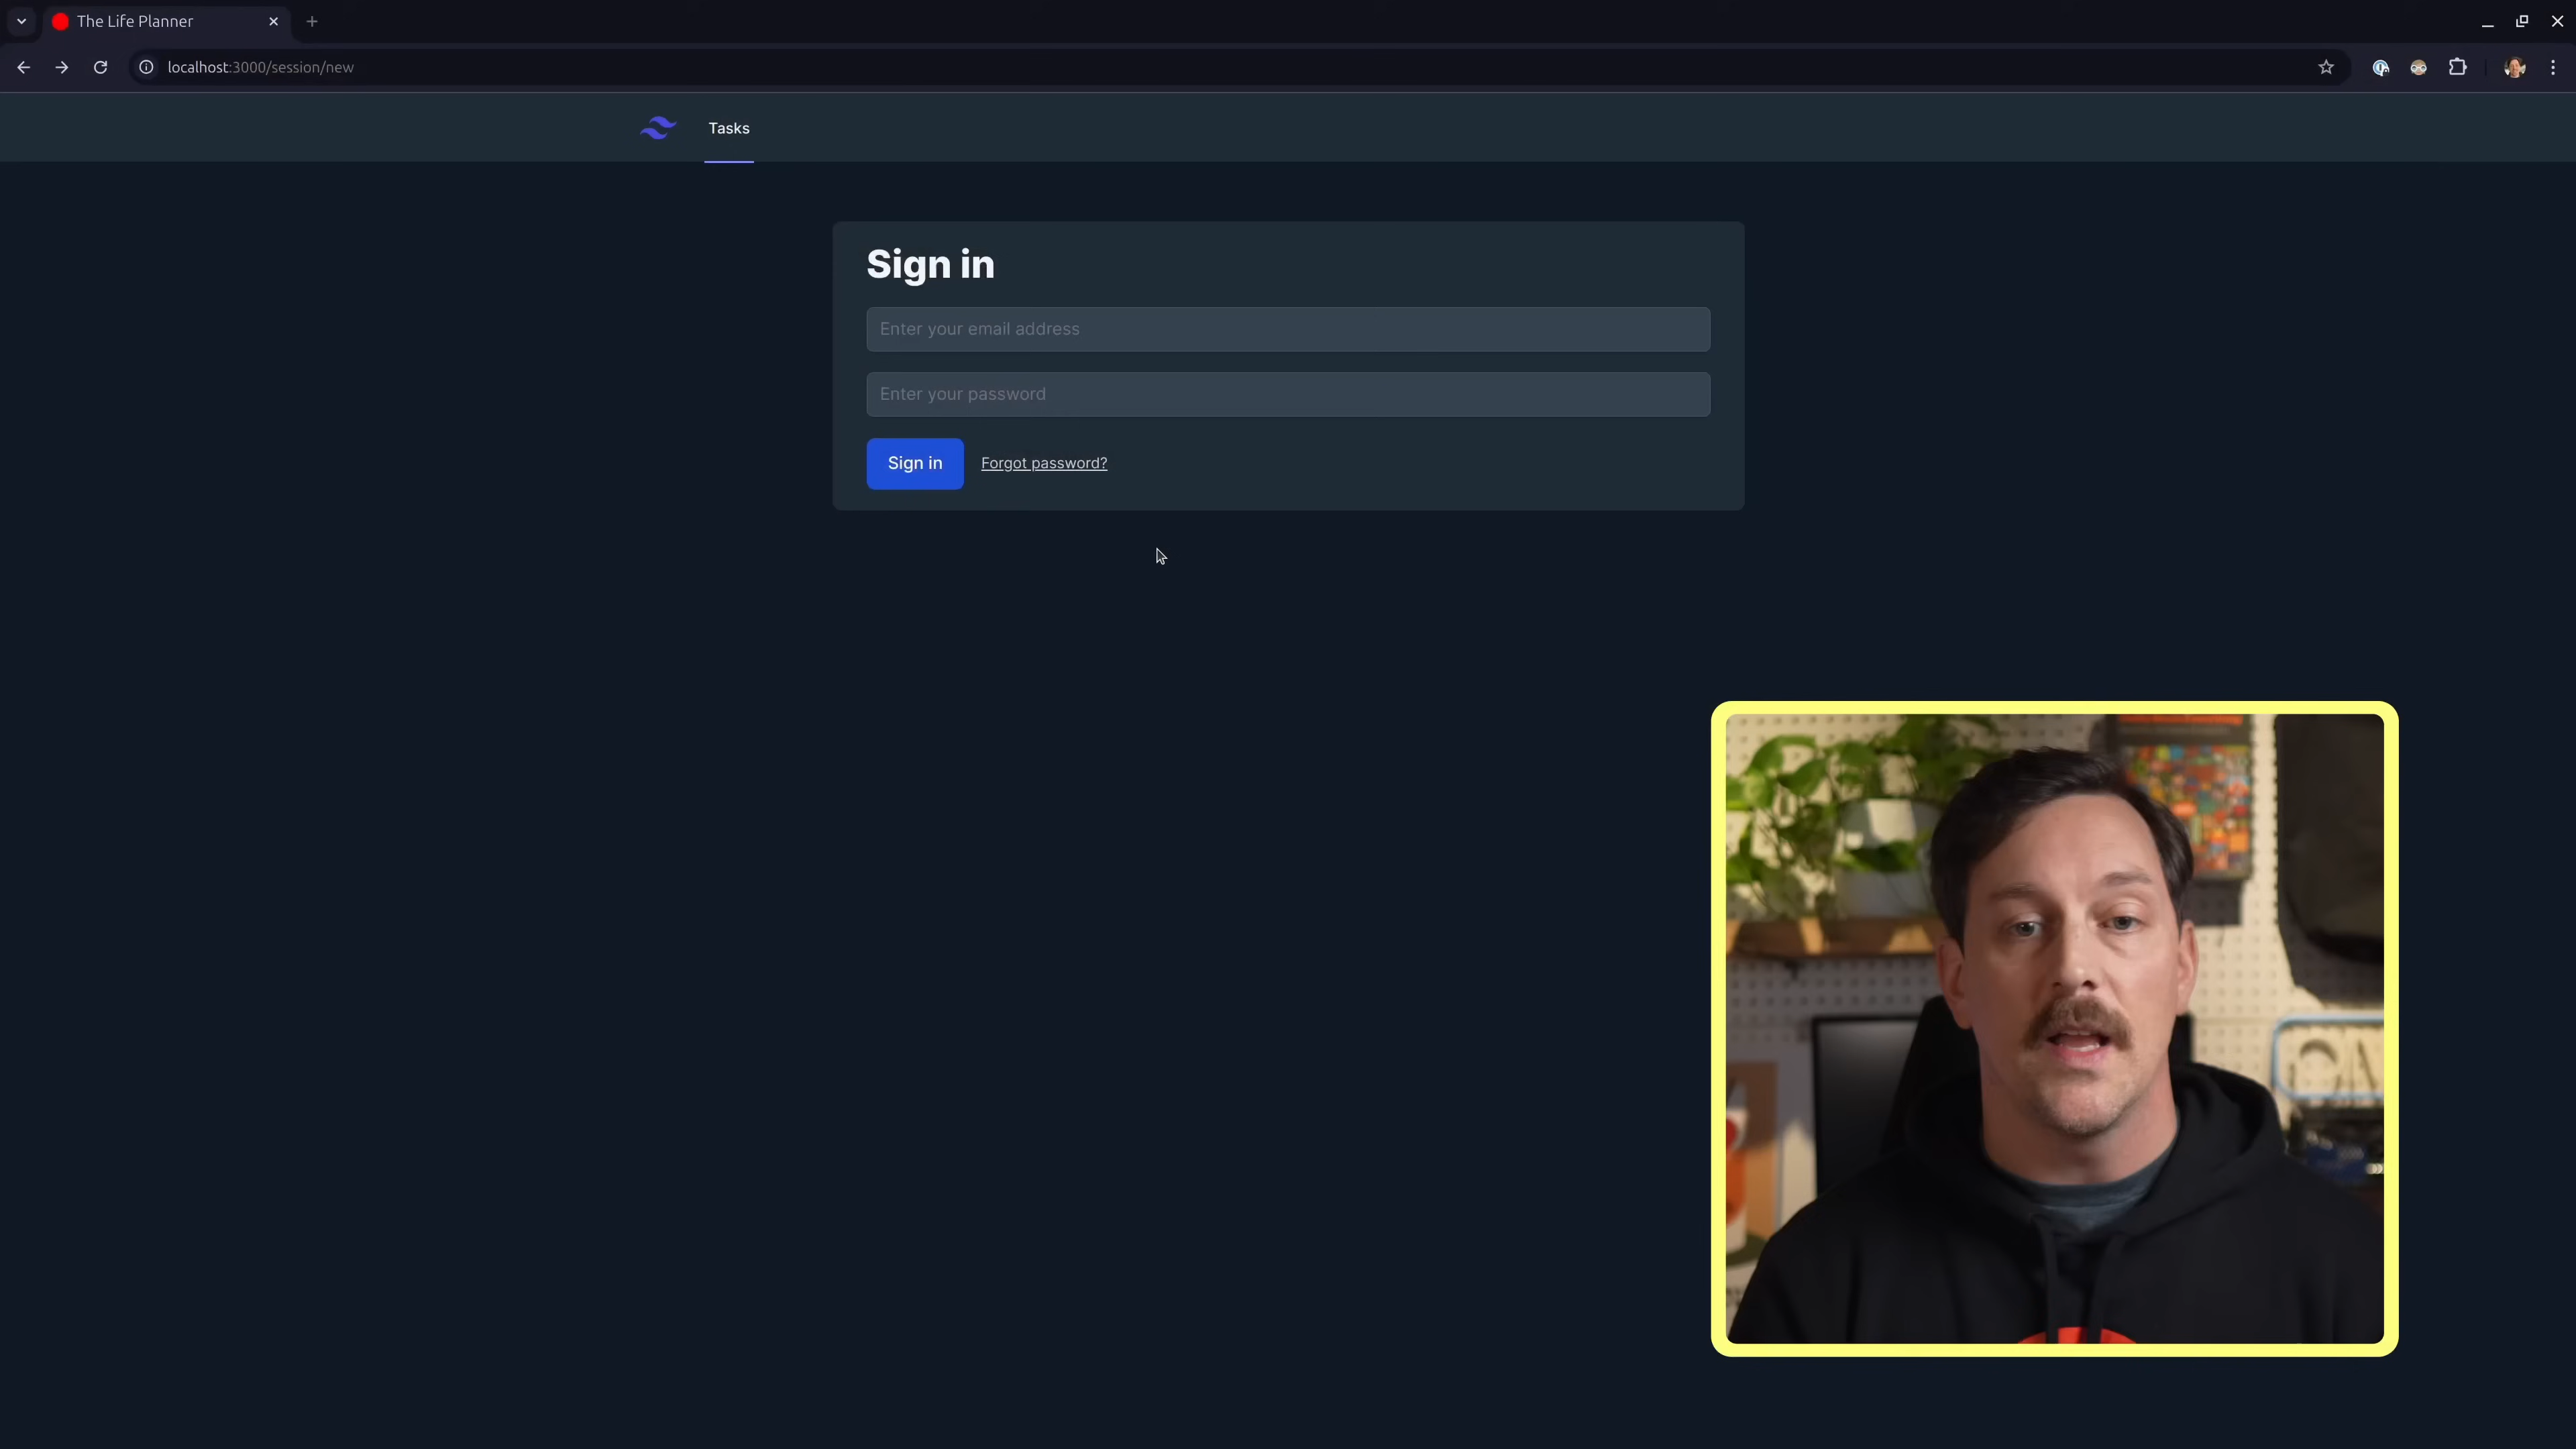 The Life Planner
localhost:3000/session/new
Tasks
Sign in
Enter your email address
Enter your password
Sign in Forgot password?